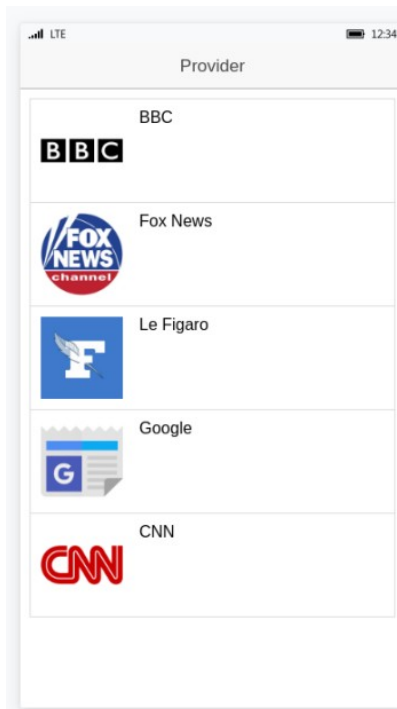 LTE
12:34
Provider
BBC
BBC
Fox News
FOX
NEWS
channel
Le Figaro
F
Google
G
CNN
CNN